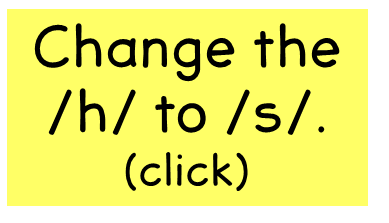 Change the
/h/ to /s/.
(click)